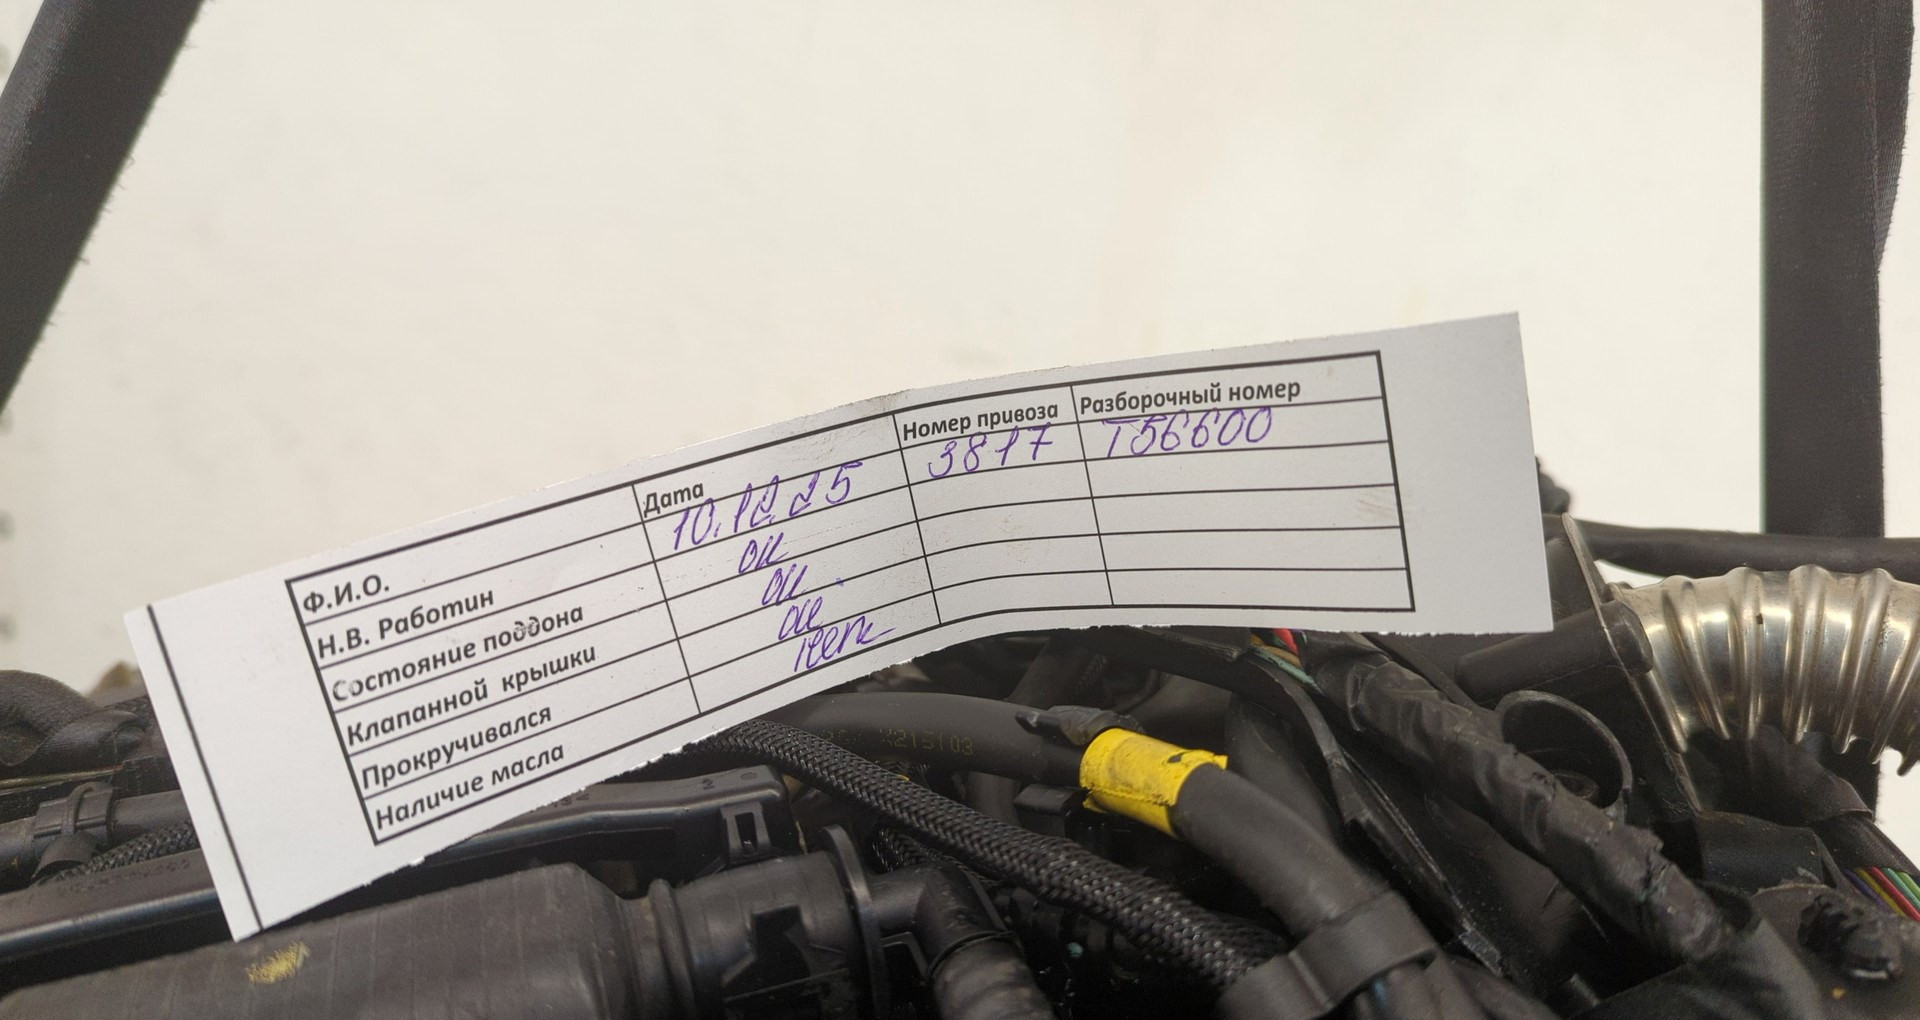 Ф.И.О. Дата Номер привоза Разборочный номер
Н.В. Работин 10.12.25 3817 Т56600
Состояние поддона ок
Клапанной крышки ок
Прокручивался ок
Наличие масла